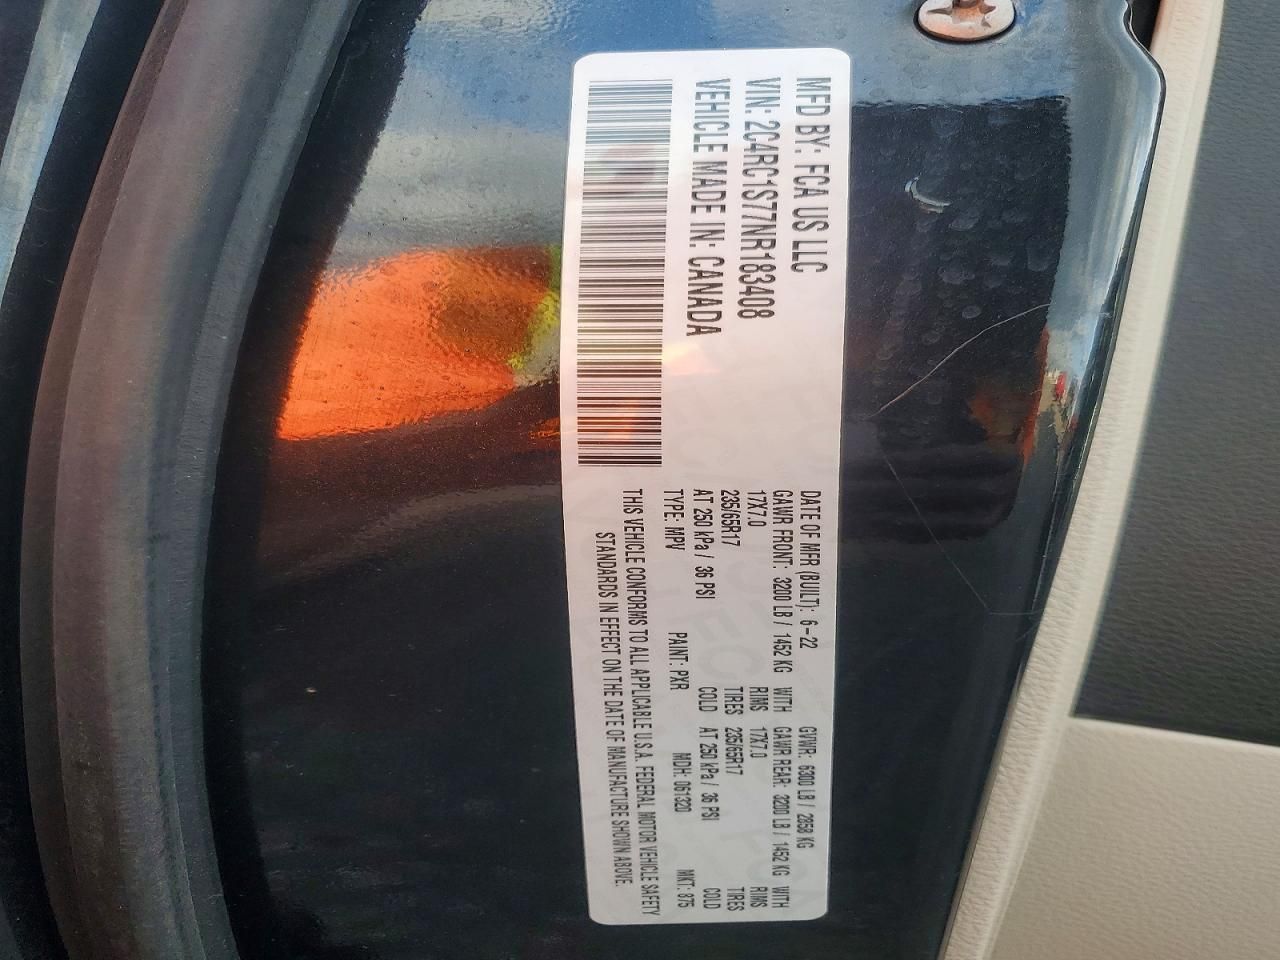 MFD BY: FCA US LLC
VIN: 2C4RC1S77NR183408
VEHICLE MADE IN: CANADA
DATE OF MFR (BUILT): 6-22 GVWR: 6300 LB / 2858 KG
GAWR FRONT: 3200 LB / 1452 KG WITH GAWR REAR: 3200 LB / 1452 KG WITH
17X7.0 RIMS 17X7.0 RIMS
235/65R17 TIRES 235/65R17 TIRES
AT 250 kPa / 36 PSI COLD AT 250 kPa / 36 PSI COLD
TYPE: MPV PAINT: PXR MDH: 061320 MKT: 875
THIS VEHICLE CONFORMS TO ALL APPLICABLE U.S.A. FEDERAL MOTOR VEHICLE SAFETY
STANDARDS IN EFFECT ON THE DATE OF MANUFACTURE SHOWN ABOVE.